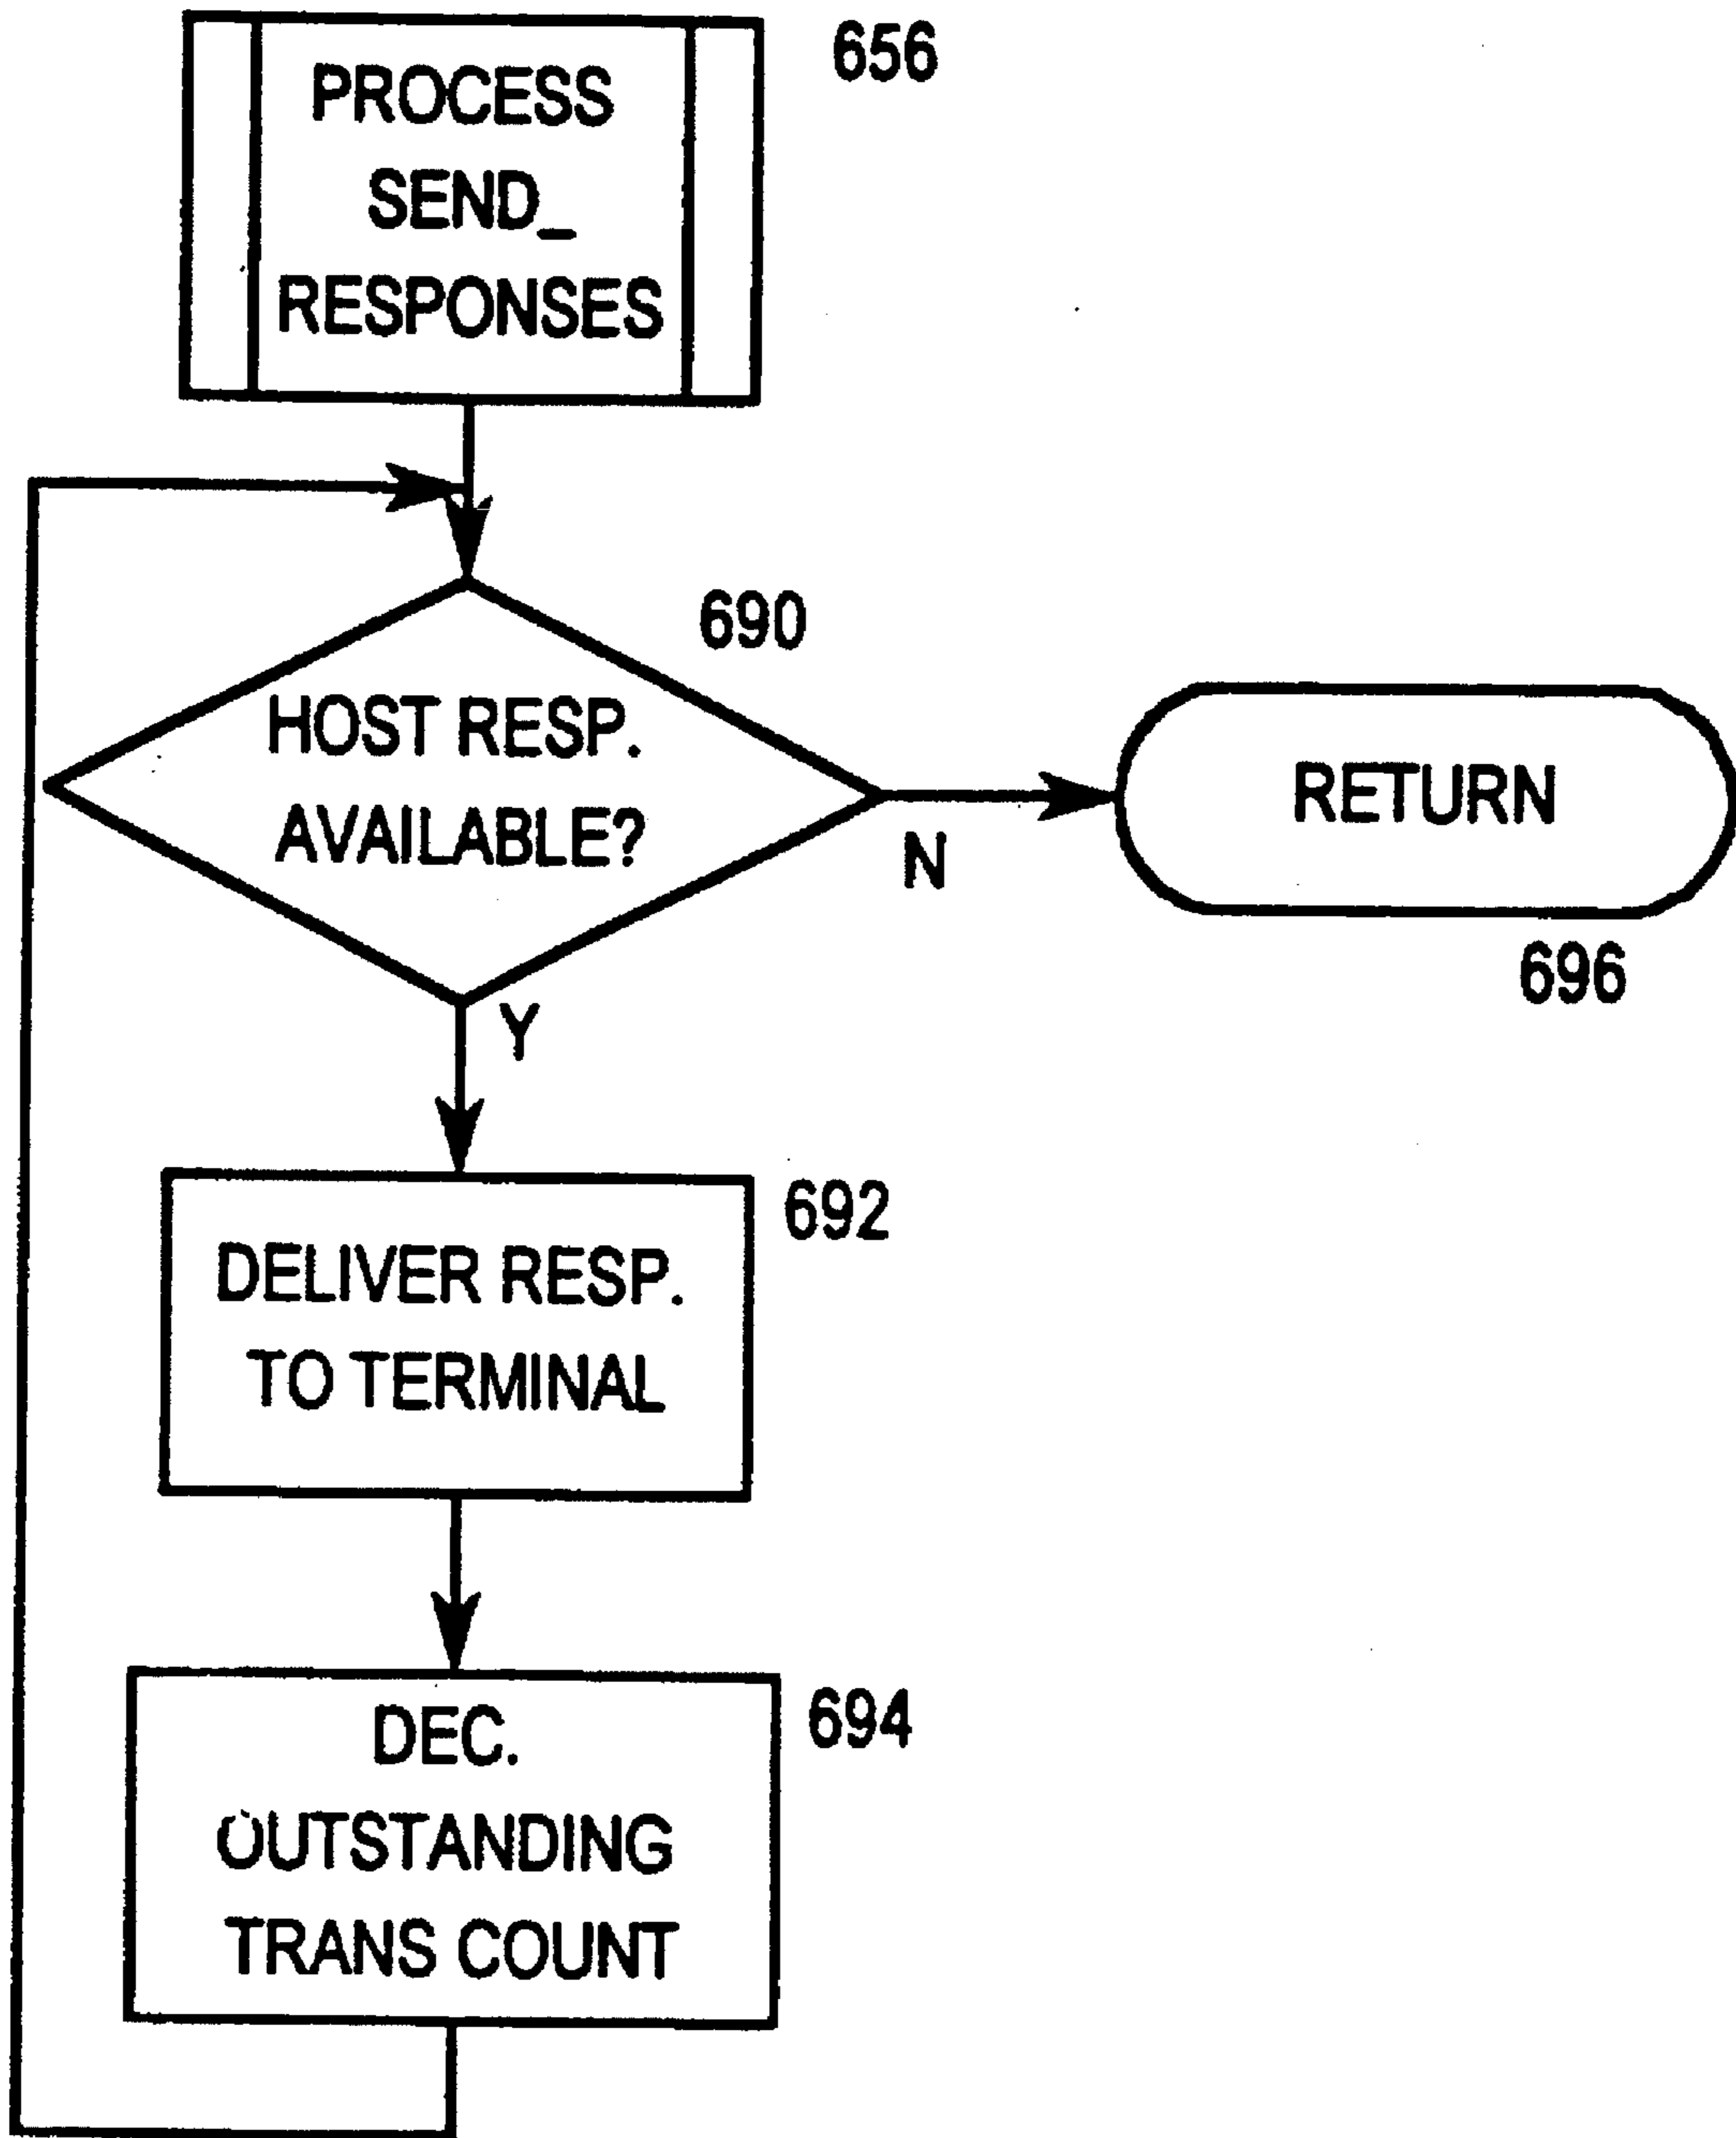 PROCESS
SEND_
RESPONSES
656
690
HOST RESP.
AVAILABLE?
N
RETURN
696
Y
692
DELIVER RESP.
TO TERMINAL
694
DEC.
OUTSTANDING
TRANS COUNT